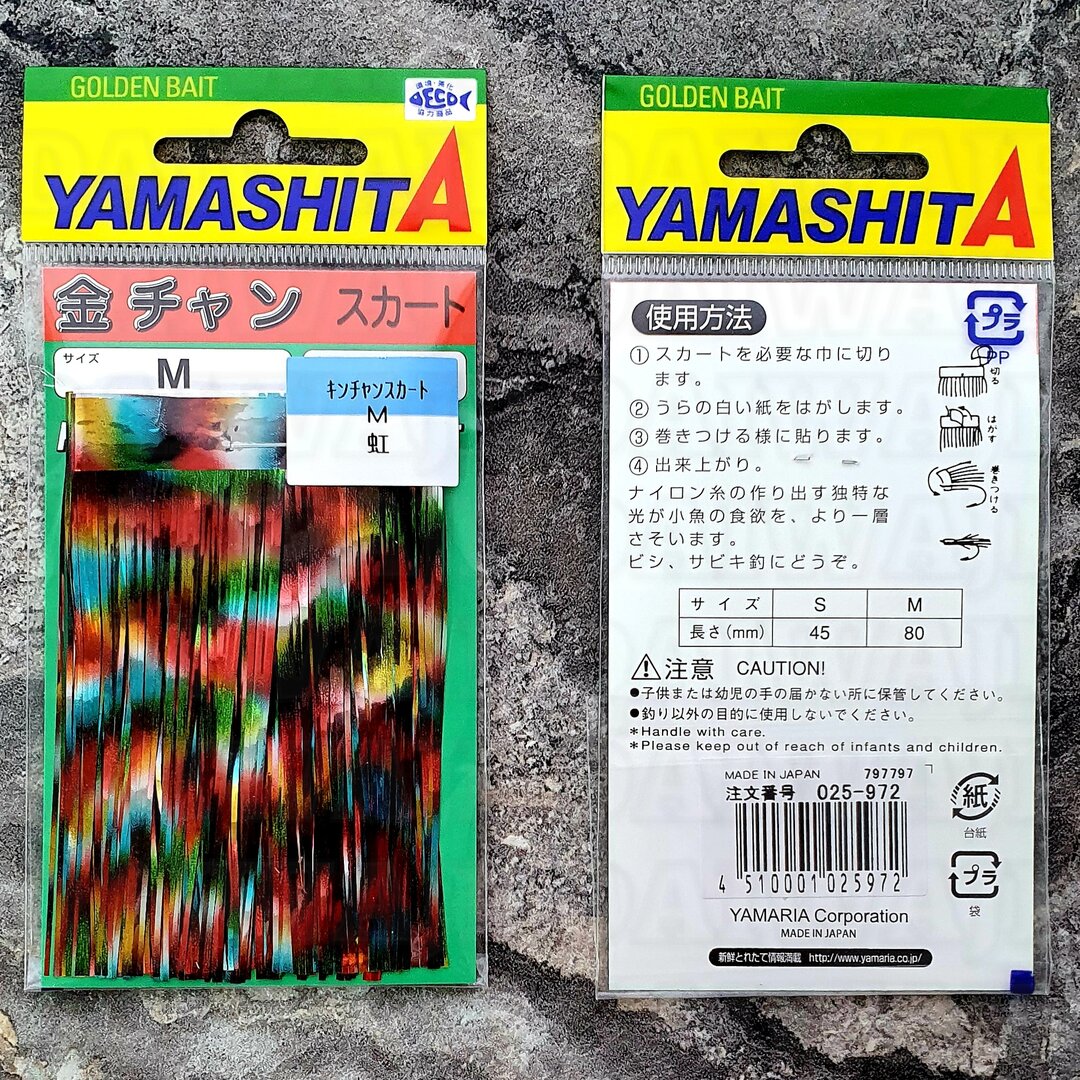 GOLDEN BAIT
環境・美化
ECO
協力商品
YAMASHITA
金チャン スカート
サイズ
M
キンチャンスカート
M
虹
GOLDEN BAIT
YAMASHITA
使用方法
プラ
PP
① スカートを必要な巾に切り
ます。
切る
② うらの白い紙をはがします。
はがす
③ 巻きつける様に貼ります。
④ 出来上がり。
巻きつける
ナイロン糸の作り出す独特な
光が小魚の食欲を、より一層
さそいます。
ビシ、サビキ釣にどうぞ。
サイズ S M
長さ(mm) 45 80
注意 CAUTION!
●子供または幼児の手の届かない所に保管してください。
●釣り以外の目的に使用しないでください。
*Handle with care.
*Please keep out of reach of infants and children.
MADE IN JAPAN 797797
注文番号 025-972
4 510001 025972
紙
台紙
プラ
袋
YAMARIA Corporation
MADE IN JAPAN
新鮮とれたて情報満載 http://www.yamaria.co.jp/